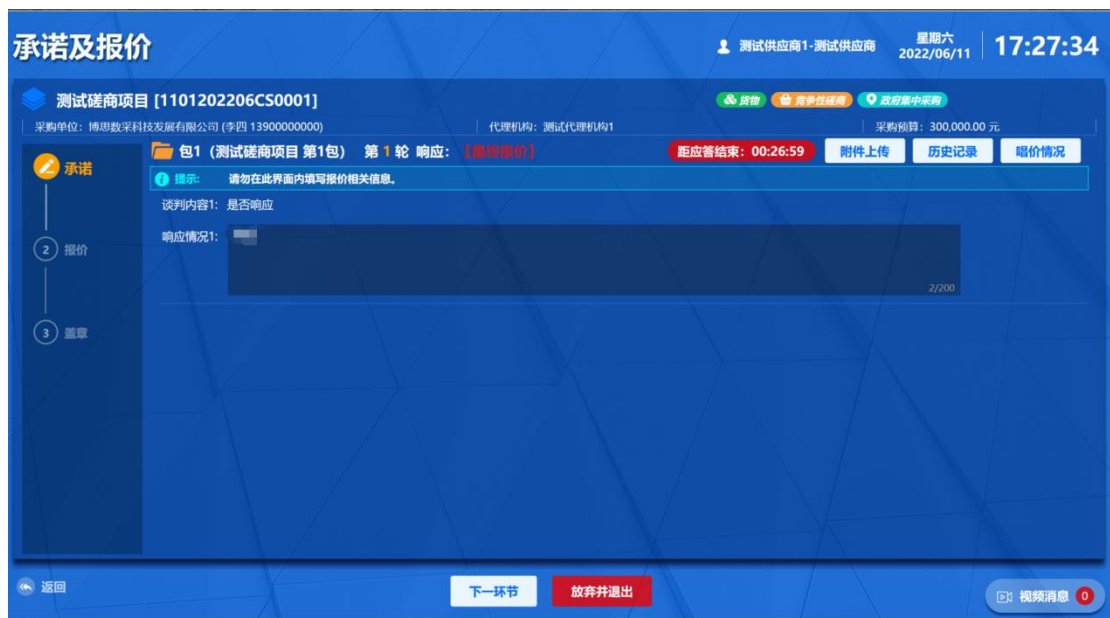 承诺及报价
测试供应商1-测试供应商
星期六
2022/06/11
17:27:34
测试磋商项目 [1101202206CS0001]
货物
竞争性磋商
政府集中采购
采购单位：博思数采科技发展有限公司 (李四 13900000000)
代理机构：测试代理机构1
采购预算：300,000.00 元
承诺
包1（测试磋商项目 第1包） 第 1 轮 响应：【最终报价】
距应答结束：00:26:59
附件上传
历史记录
唱价情况
提示: 请勿在此界面内填写报价相关信息。
谈判内容1: 是否响应
响应情况1:
2/200
2 报价
3 盖章
返回
下一环节
放弃并退出
视频消息 0